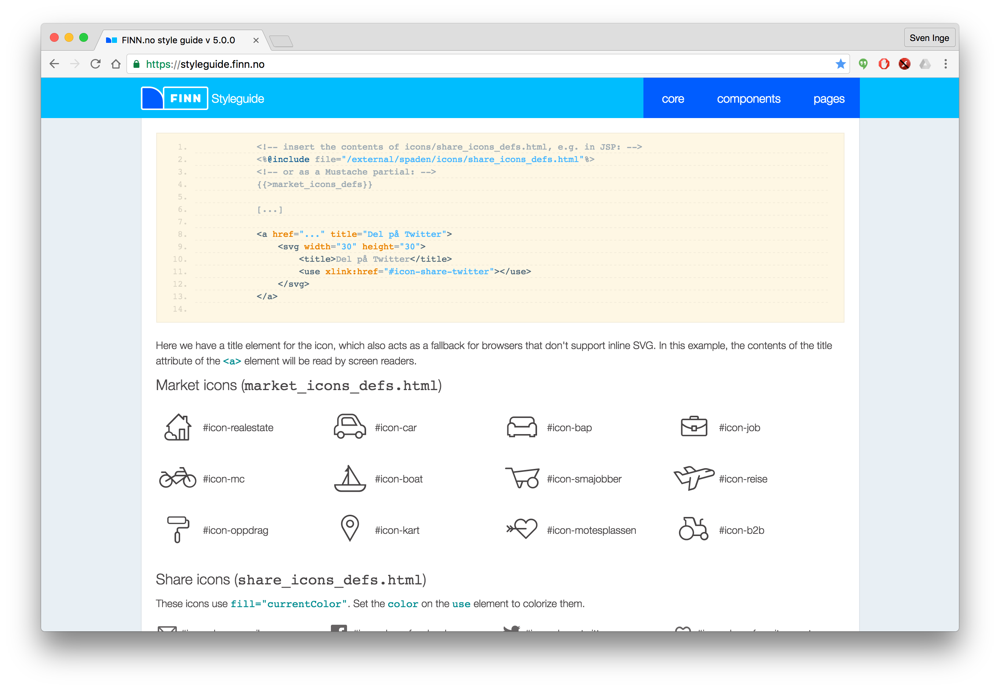 FINN.no style guide v 5.0.0
Sven Inge
https://styleguide.finn.no
FINN Styleguide
core components pages
1. <!-- insert the contents of icons/share_icons_defs.html, e.g. in JSP: -->
2. <%@include file="/external/spaden/icons/share_icons_defs.html"%>
3. <!-- or as a Mustache partial: -->
4. {{>market_icons_defs}}
5.
6. [...]
7.
8. <a href="..." title="Del på Twitter">
9. <svg width="30" height="30">
10. <title>Del på Twitter</title>
11. <use xlink:href="#icon-share-twitter"></use>
12. </svg>
13. </a>
14.
Here we have a title element for the icon, which also acts as a fallback for browsers that don't support inline SVG. In this example, the contents of the title
attribute of the <a> element will be read by screen readers.
Market icons (market_icons_defs.html)
#icon-realestate #icon-car #icon-bap #icon-job
#icon-mc #icon-boat #icon-smajobber #icon-reise
#icon-oppdrag #icon-kart #icon-motesplassen #icon-b2b
Share icons (share_icons_defs.html)
These icons use fill="currentColor". Set the color on the use element to colorize them.